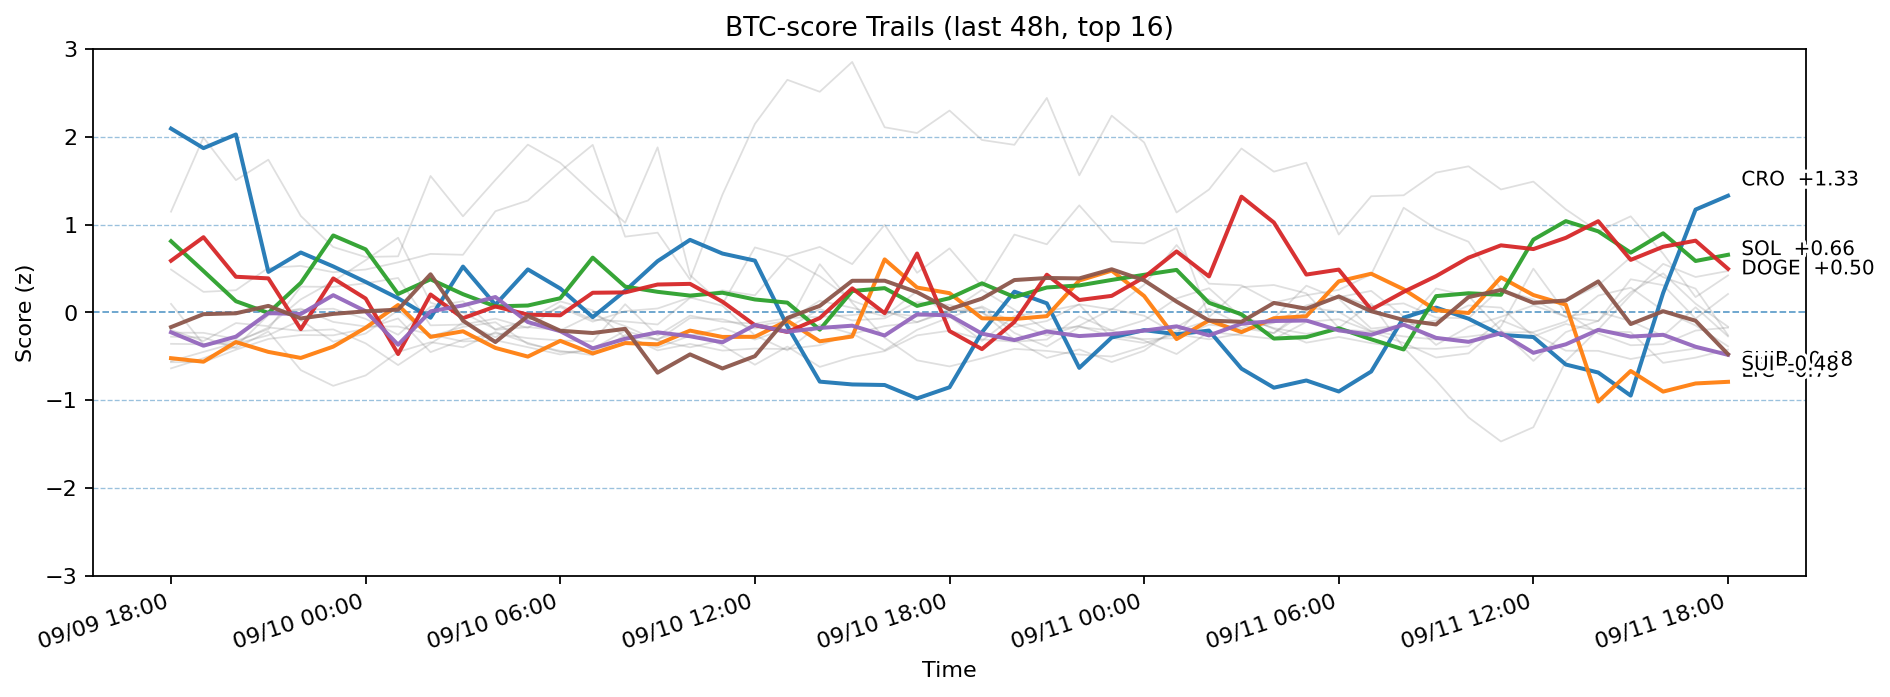 BTC-score Trails (last 48h, top 16)
3
2
1
0
−1
−2
−3
Score (z)
CRO +1.33
SOL +0.66
DOGE +0.50
SUI -0.48
09/09 18:00
09/10 00:00
09/10 06:00
09/10 12:00
09/10 18:00
09/11 00:00
09/11 06:00
09/11 12:00
09/11 18:00
Time